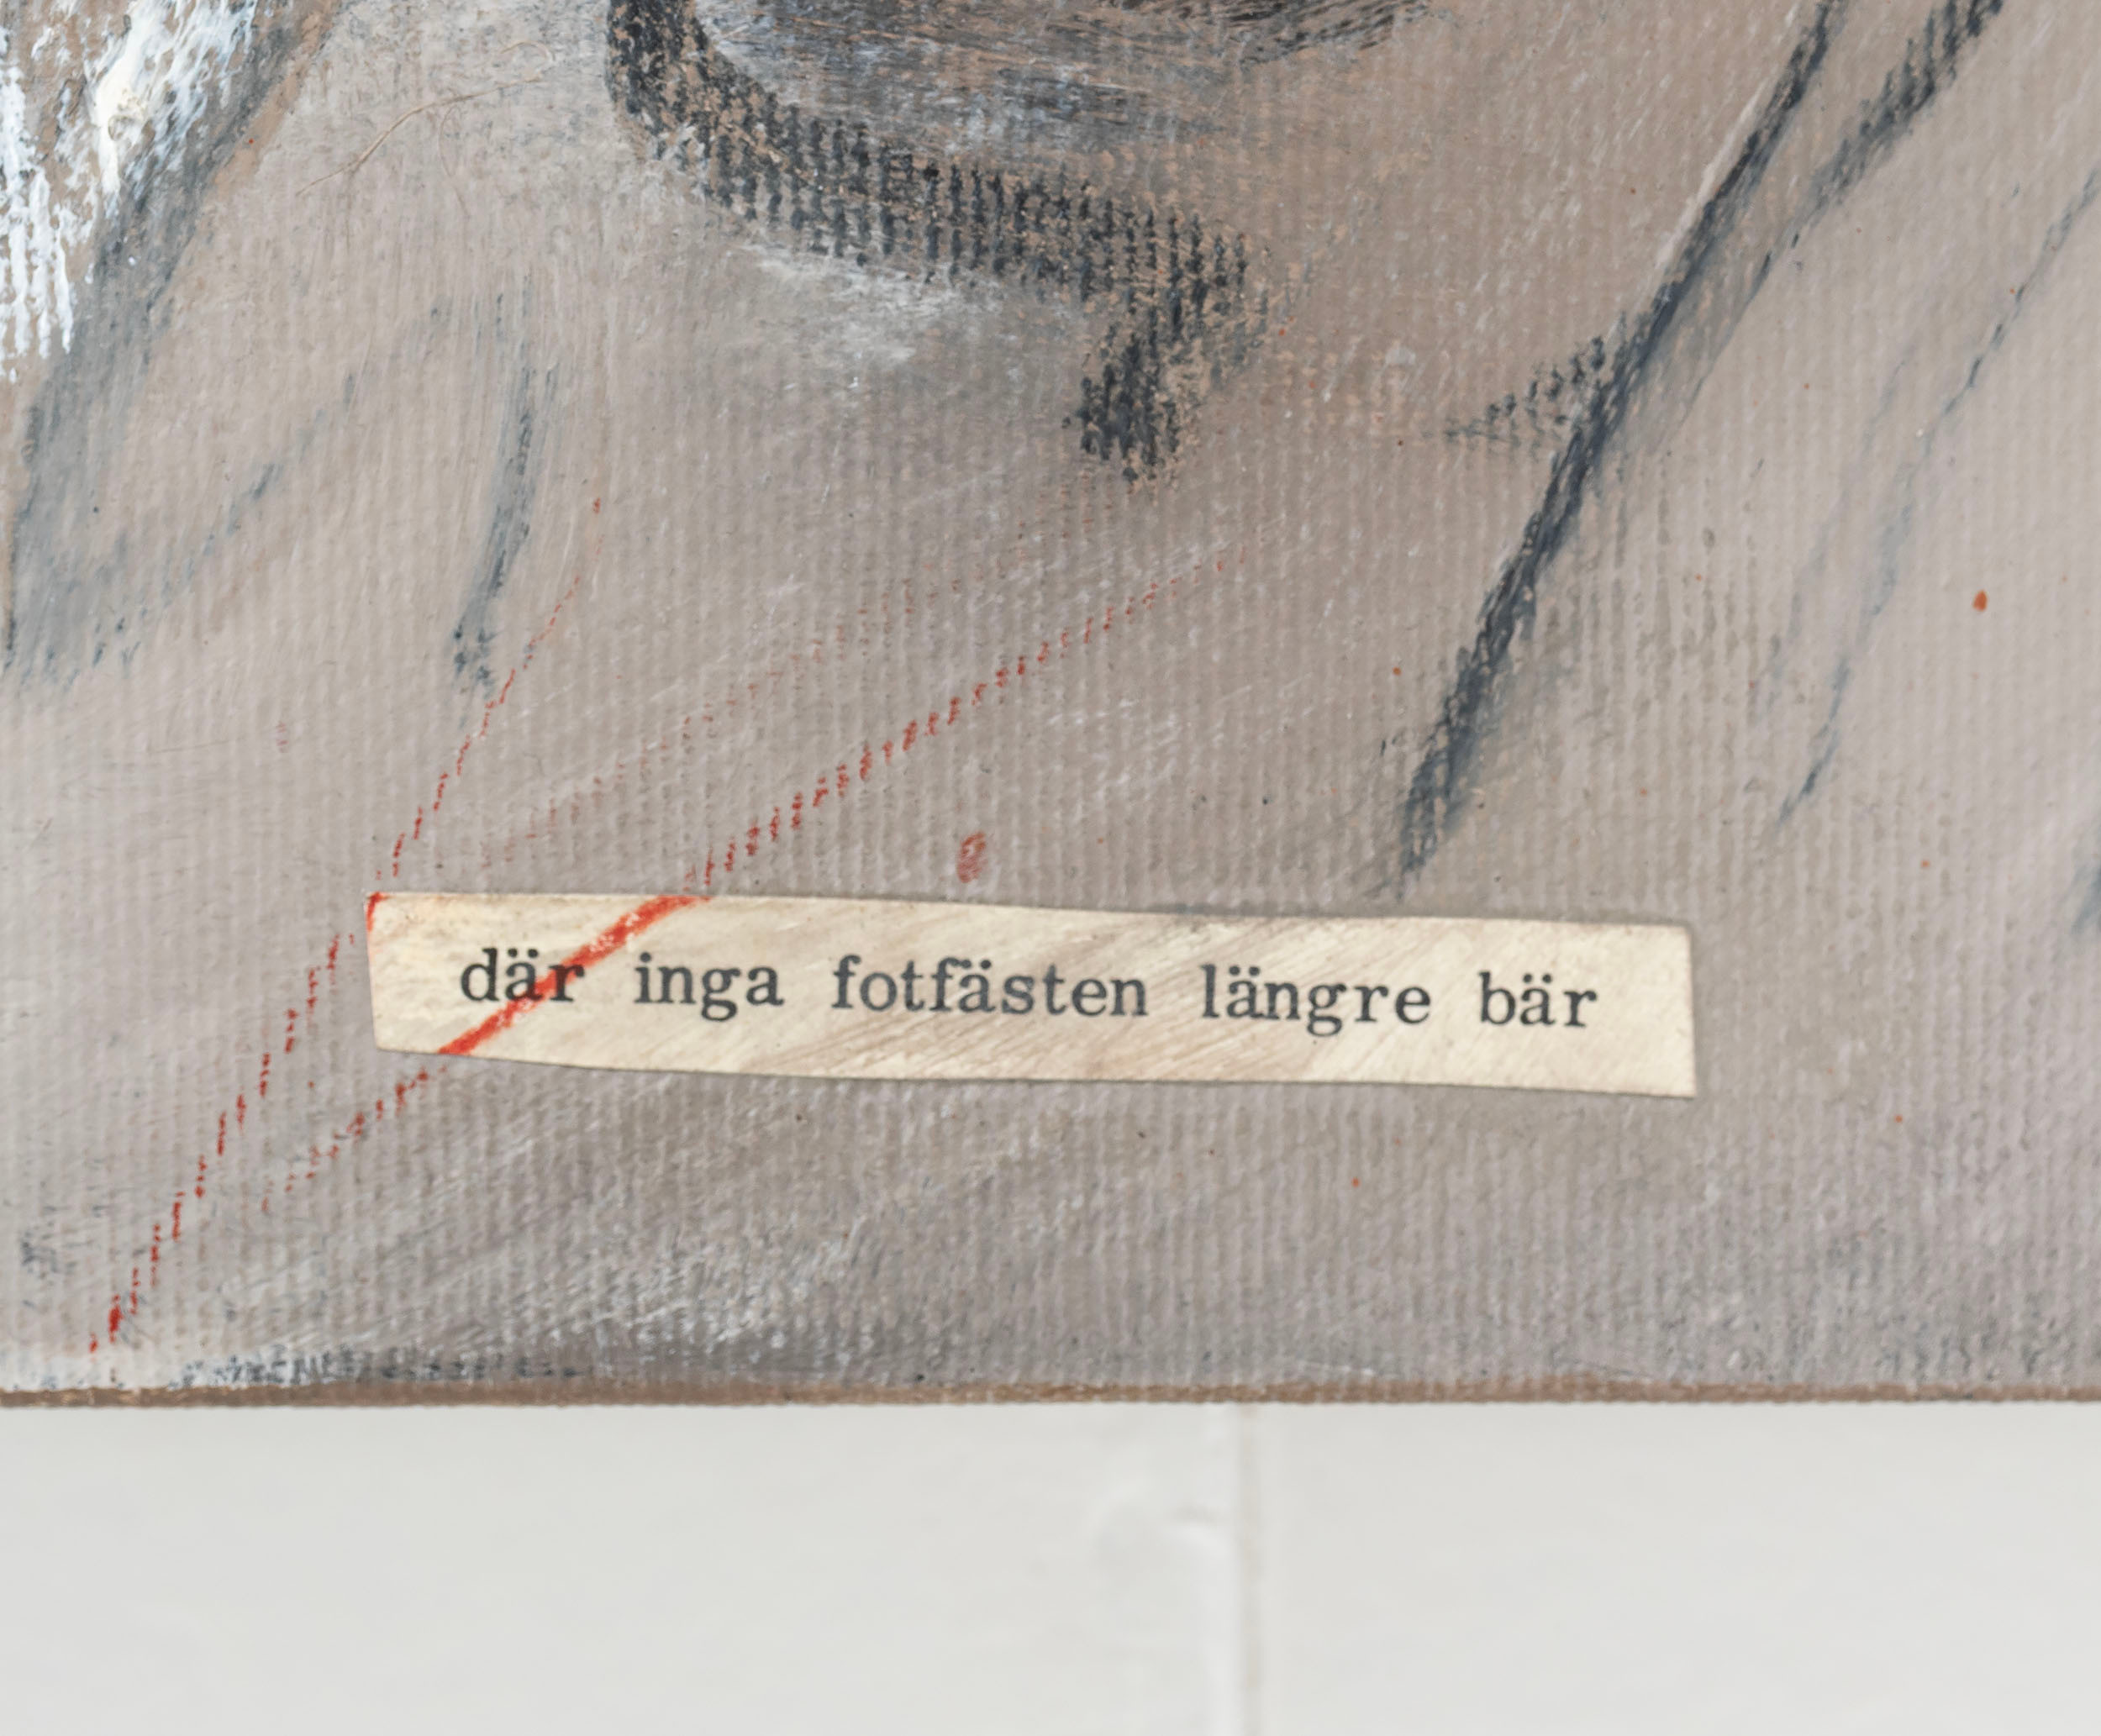 där inga fotfästen längre bär